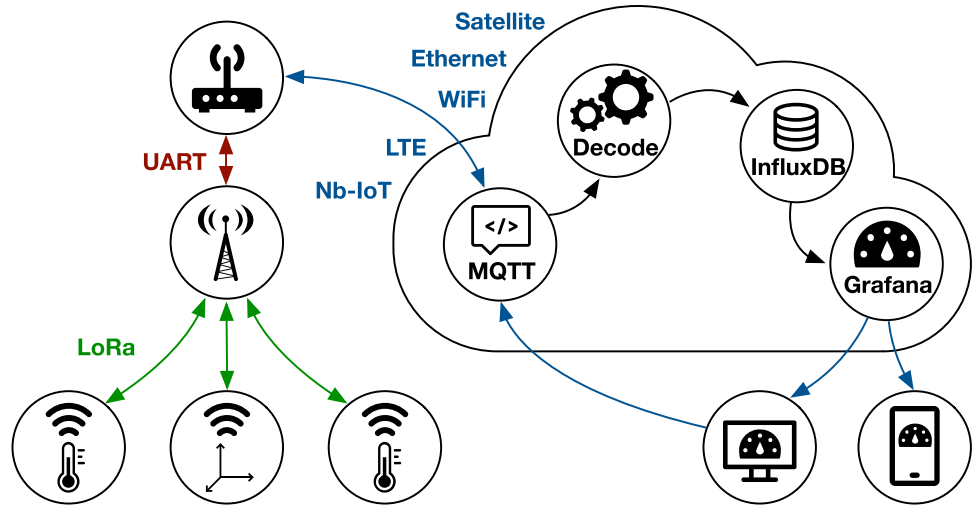 Satellite
Ethernet
WiFi
LTE
Nb-IoT
UART
Decode
InfluxDB
</>
MQTT
Grafana
LoRa